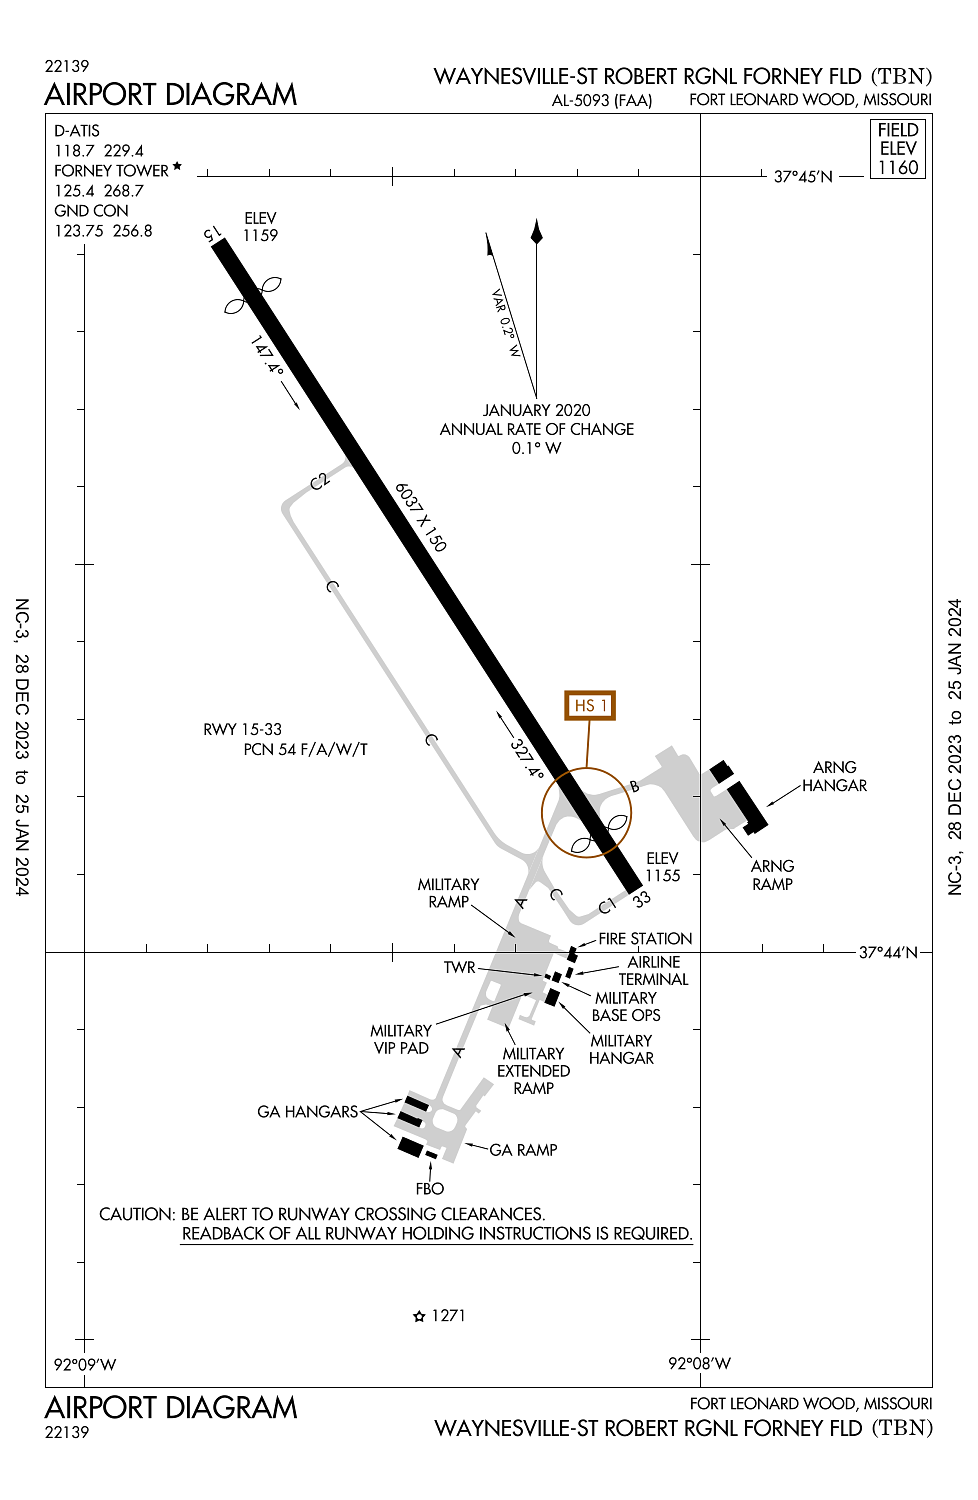 22139
AIRPORT DIAGRAM
WAYNESVILLE-ST ROBERT RGNL FORNEY FLD (TBN)
AL-5093 (FAA)
FORT LEONARD WOOD, MISSOURI
D-ATIS
118.7 229.4
FORNEY TOWER
125.4 268.7
GND CON
123.75 256.8
FIELD
ELEV
1160
37°45'N
15
ELEV
1159
147.4°
VAR 0.2° W
JANUARY 2020
ANNUAL RATE OF CHANGE
0.1° W
C2
6037 X 150
C
NC-3, 28 DEC 2023 to 25 JAN 2024
NC-3, 28 DEC 2023 to 25 JAN 2024
HS 1
RWY 15-33
PCN 54 F/A/W/T
C
327.4°
B
ARNG
HANGAR
ARNG
RAMP
ELEV
1155
33
C1
C
A
MILITARY
RAMP
FIRE STATION
37°44'N
TWR
AIRLINE
TERMINAL
MILITARY
BASE OPS
MILITARY
VIP PAD
MILITARY
HANGAR
A
MILITARY
EXTENDED
RAMP
GA HANGARS
GA RAMP
FBO
CAUTION: BE ALERT TO RUNWAY CROSSING CLEARANCES.
READBACK OF ALL RUNWAY HOLDING INSTRUCTIONS IS REQUIRED.
1271
92°09'W
92°08'W
AIRPORT DIAGRAM
22139
FORT LEONARD WOOD, MISSOURI
WAYNESVILLE-ST ROBERT RGNL FORNEY FLD (TBN)